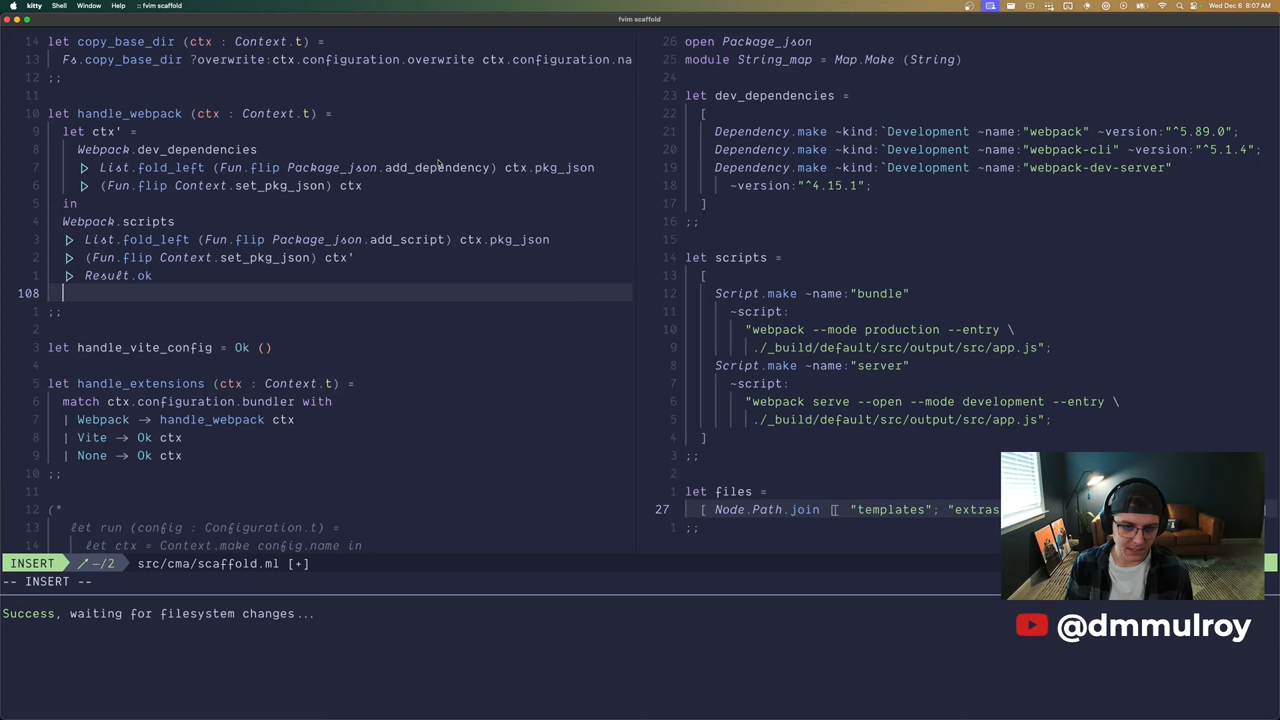 kitty Shell Window Help :: fvim scaffold
Wed Dec 6 8:07 AM
fvim scaffold
14 let copy_base_dir (ctx : Context.t) =
13 Fs.copy_base_dir ?overwrite:ctx.configuration.overwrite ctx.configuration.na
12 ;;
11
10 let handle_webpack (ctx : Context.t) =
9 let ctx' =
8 Webpack.dev_dependencies
7 ▷ List.fold_left (Fun.flip Package_json.add_dependency) ctx.pkg_json
6 ▷ (Fun.flip Context.set_pkg_json) ctx
5 in
4 Webpack.scripts
3 ▷ List.fold_left (Fun.flip Package_json.add_script) ctx.pkg_json
2 ▷ (Fun.flip Context.set_pkg_json) ctx'
1 ▷ Result.ok
108
1 ;;
2
3 let handle_vite_config = Ok ()
4
5 let handle_extensions (ctx : Context.t) =
6 match ctx.configuration.bundler with
7 | Webpack → handle_webpack ctx
8 | Vite → Ok ctx
9 | None → Ok ctx
10 ;;
11
12 (*
13 let run (config : Configuration.t) =
14 let ctx = Context.make config.name in
26 open Package_json
25 module String_map = Map.Make (String)
24
23 let dev_dependencies =
22 [
21 Dependency.make ~kind:`Development ~name:"webpack" ~version:"^5.89.0";
20 Dependency.make ~kind:`Development ~name:"webpack-cli" ~version:"^5.1.4";
19 Dependency.make ~kind:`Development ~name:"webpack-dev-server"
18 ~version:"^4.15.1";
17 ]
16 ;;
15
14 let scripts =
13 [
12 Script.make ~name:"bundle"
11 ~script:
10 "webpack --mode production --entry \
9 ./_build/default/src/output/src/app.js";
8 Script.make ~name:"server"
7 ~script:
6 "webpack serve --open --mode development --entry \
5 ./_build/default/src/output/src/app.js";
4 ]
3 ;;
2
1 let files =
27 [ Node.Path.join [| "templates"; "extras
1 ;;
INSERT −/2 src/cma/scaffold.ml [+]
-- INSERT --
Success, waiting for filesystem changes...
@dmmulroy